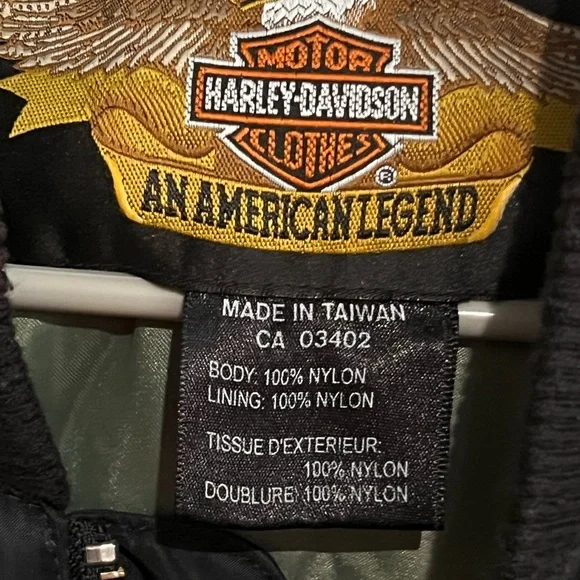 MOTOR
HARLEY-DAVIDSON
CLOTHES
®
AN AMERICAN LEGEND
MADE IN TAIWAN
CA 03402
BODY: 100% NYLON
LINING: 100% NYLON
TISSUE D'EXTERIEUR:
100% NYLON
DOUBLURE: 100% NYLON